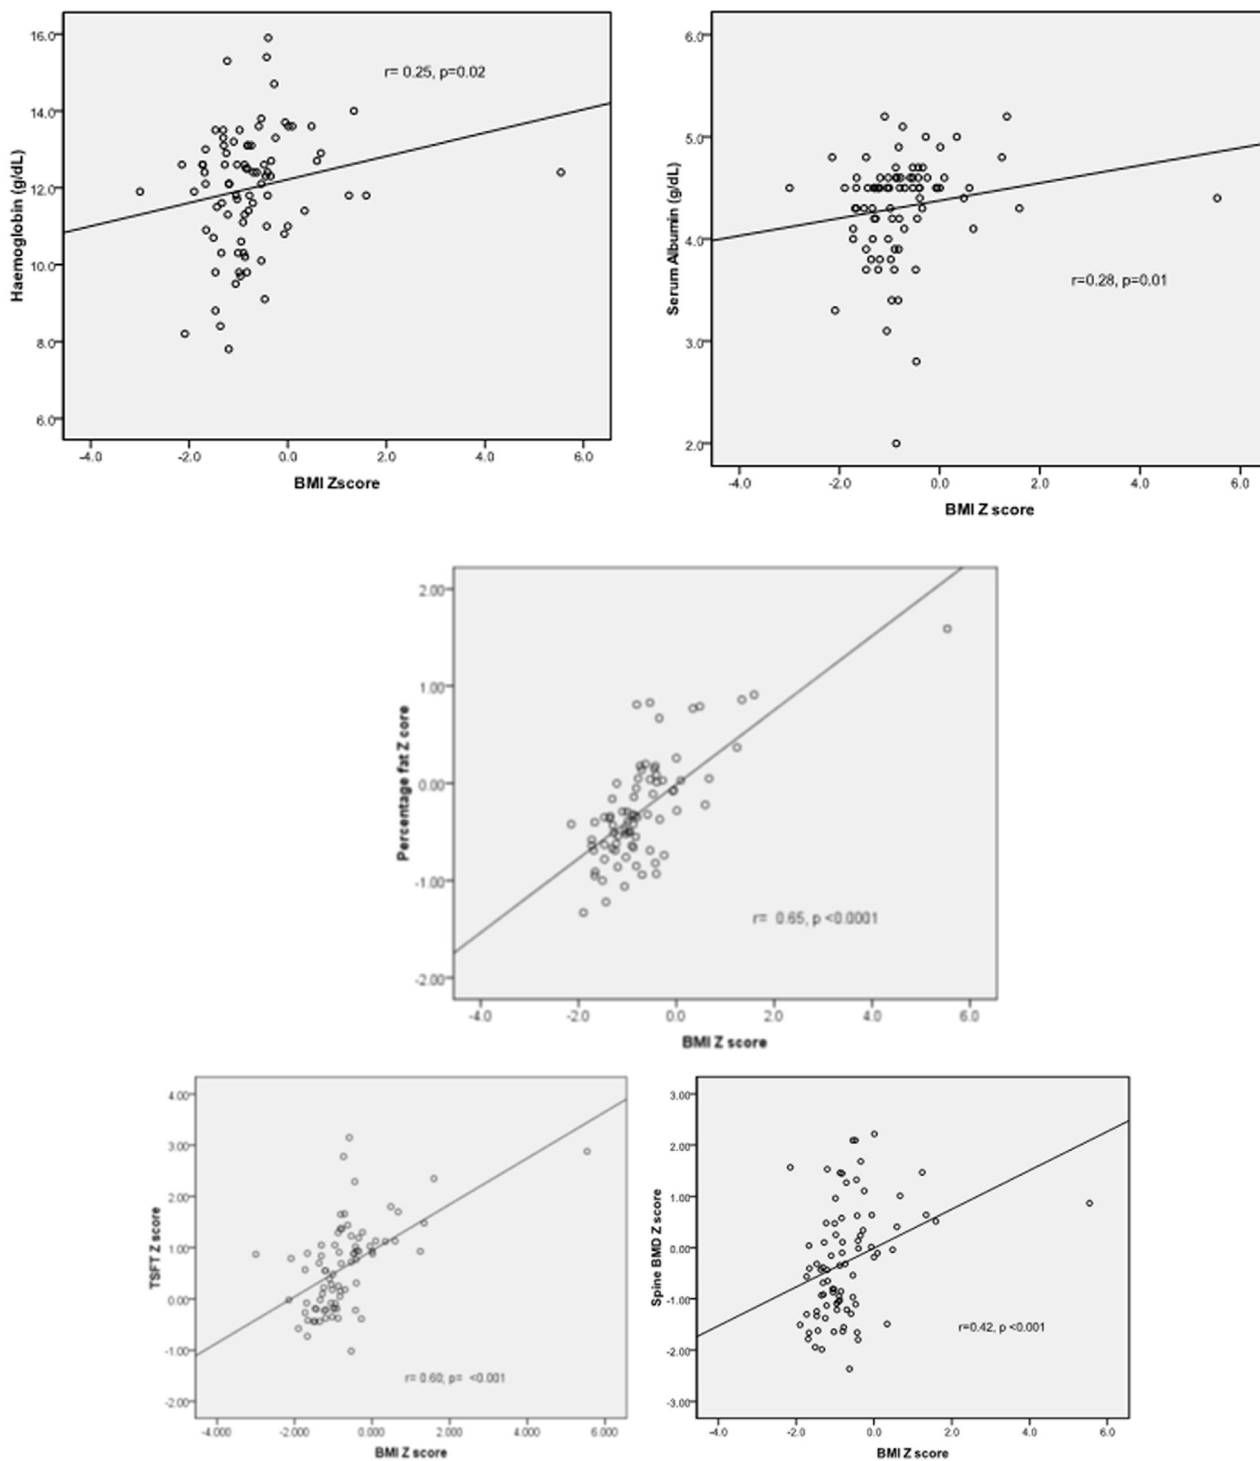 16.0
14.0
12.0
10.0
8.0
6.0
Haemoglobin (g/dL)
r= 0.25, p=0.02
-4.0 -2.0 0.0 2.0 4.0 6.0
BMI Zscore
6.0
5.0
4.0
3.0
2.0
Serum Albumin (g/dL)
r=0.28, p=0.01
-4.0 -2.0 0.0 2.0 4.0 6.0
BMI Z score
2.00
1.00
0.00
-1.00
-2.00
Percentage fat Z core
r= 0.65, p <0.0001
-4.0 -2.0 0.0 2.0 4.0 6.0
BMI Z score
4.00
3.00
2.00
1.00
0.00
-1.00
-2.00
TSFT Z score
r= 0.60; p= <0.001
-4.000 -2.000 0.000 2.000 4.000 6.000
BMI Z score
3.00
2.00
1.00
0.00
-1.00
-2.00
-3.00
Spine BMD Z score
r=0.42, p <0.001
-4.0 -2.0 0.0 2.0 4.0 6.0
BMI Z score